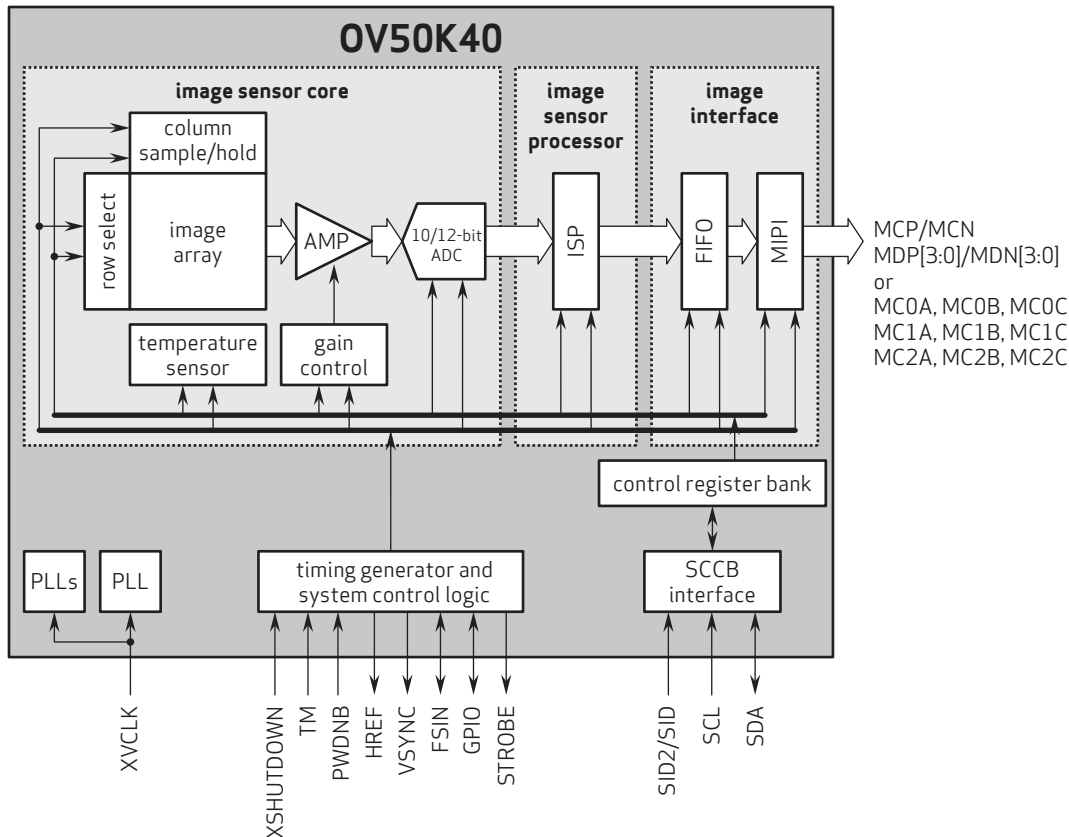 OV50K40
image sensor core
image
sensor
processor
image
interface
column
sample/hold
row select
image
array
AMP
10/12-bit
ADC
ISP
FIFO
MIPI
MCP/MCN
MDP[3:0]/MDN[3:0]
or
MC0A, MC0B, MC0C
MC1A, MC1B, MC1C
MC2A, MC2B, MC2C
temperature
sensor
gain
control
control register bank
PLLs
PLL
timing generator and
system control logic
SCCB
interface
XVCLK
XSHUTDOWN
TM
PWDNB
HREF
VSYNC
FSIN
GPIO
STROBE
SID2/SID
SCL
SDA